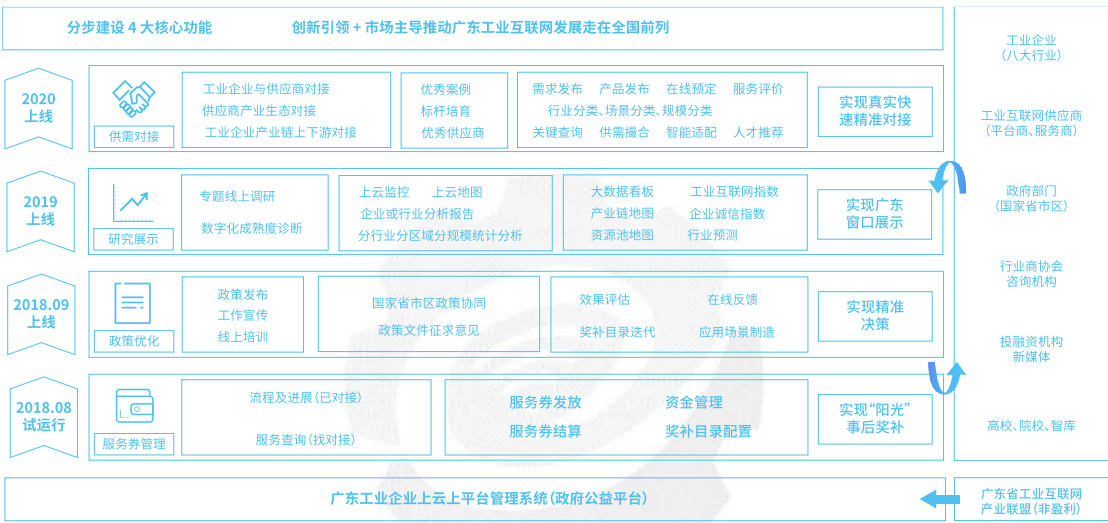 分步建设 4 大核心功能
创新引领 + 市场主导推动广东工业互联网发展走在全国前列
2020
上线
供需对接
工业企业与供应商对接
供应商产业生态对接
工业企业产业链上下游对接
优秀案例
标杆培育
优秀供应商
需求发布 产品发布 在线预定 服务评价
行业分类、场景分类、规模分类
关键查询 供需撮合 智能适配 人才推荐
实现真实快
速精准对接
2019
上线
研究展示
专题线上调研
数字化成熟度诊断
上云监控 上云地图
企业或行业分析报告
分行业分区域分规模统计分析
大数据看板 工业互联网指数
产业链地图 企业诚信指数
资源池地图 行业预测
实现广东
窗口展示
2018.09
上线
政策优化
政策发布
工作宣传
线上培训
国家省市区政策协同
政策文件征求意见
效果评估 在线反馈
奖补目录迭代 应用场景制造
实现精准
决策
2018.08
试运行
服务券管理
流程及进展(已对接)
服务查询(找对接)
服务券发放 资金管理
服务券结算 奖补目录配置
实现“阳光”
事后奖补
广东工业企业上云上平台管理系统(政府公益平台)
工业企业
(八大行业)
工业互联网供应商
(平台商、服务商)
政府部门
(国家省市区)
行业商协会
咨询机构
投融资机构
新媒体
高校、院校、智库
广东省工业互联网
产业联盟(非盈利)